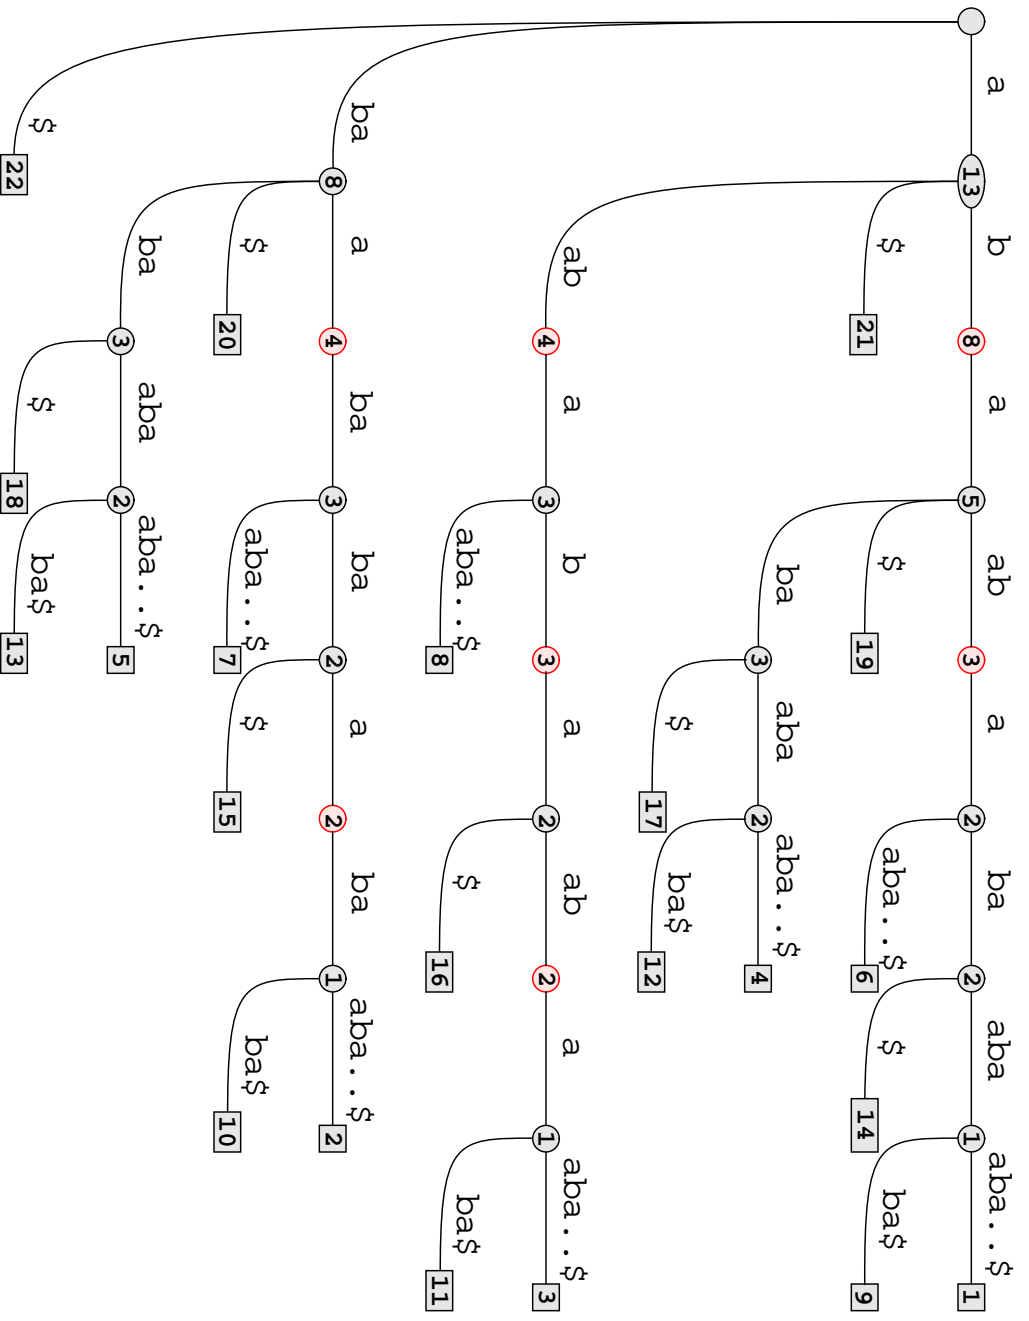 a b a ab a ba aba aba..$
13 8 5 3 2 2 1 1
$ $ aba..$ $ ba$
21 19 6 14 9
ba aba aba..$
3 2 4
$ ba$
17 12
ab a b a ab a aba..$
4 3 3 2 2 1 3
aba..$ $ ba$
8 16 11
ba a ba ba a ba aba..$
8 4 3 2 2 1 2
$ aba..$ $ ba$
20 7 15 10
ba aba aba..$
3 2 5
$ $ ba$
22 18 13